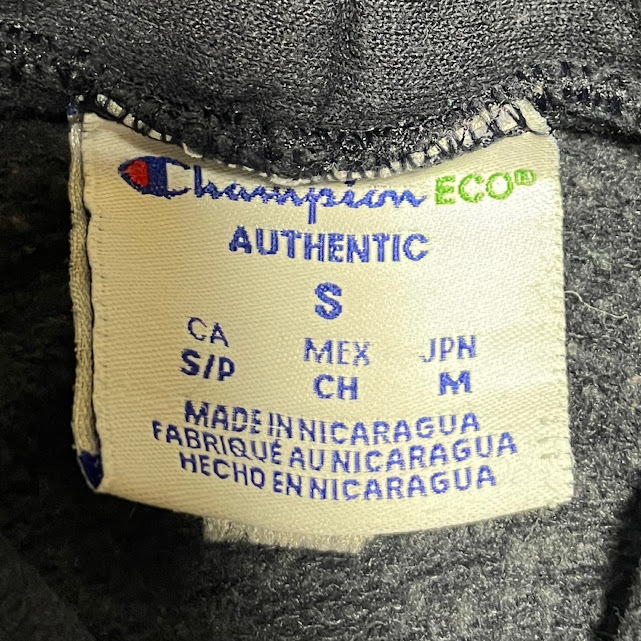 Champion ECO®
AUTHENTIC
S
CA MEX JPN
S/P CH M
MADE IN NICARAGUA
FABRIQUÉ AU NICARAGUA
HECHO EN NICARAGUA